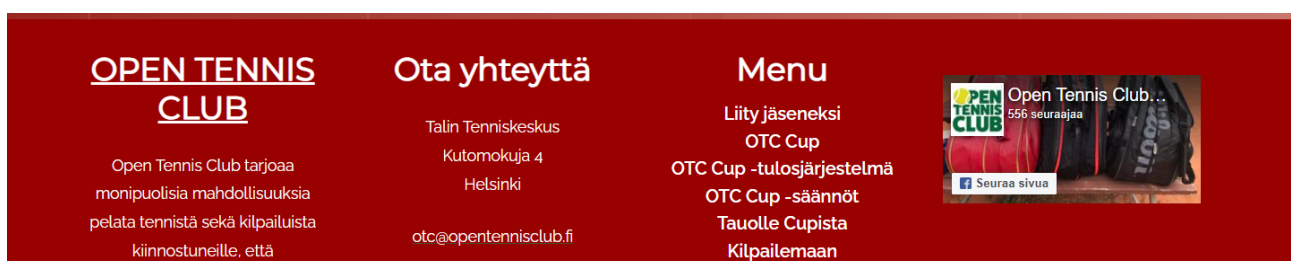 OPEN TENNIS
CLUB
Open Tennis Club tarjoaa
monipuolisia mahdollisuuksia
pelata tennistä sekä kilpailuista
kiinnostuneille, että
Ota yhteyttä
Talin Tenniskeskus
Kutomokuja 4
Helsinki
otc@opentennisclub.fi
Menu
Liity jäseneksi
OTC Cup
OTC Cup -tulosjärjestelmä
OTC Cup -säännöt
Tauolle Cupista
Kilpailemaan
OPEN
TENNIS
CLUB
Open Tennis Club...
556 seuraajaa
Seuraa sivua
Wilson